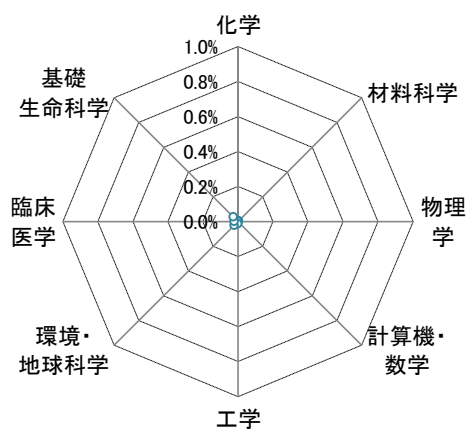 化学
1.0%
0.8%
0.6%
0.4%
0.2%
0.0%
材料科学
物理
学
計算機・
数学
工学
環境・
地球科学
臨床
医学
基礎
生命科学